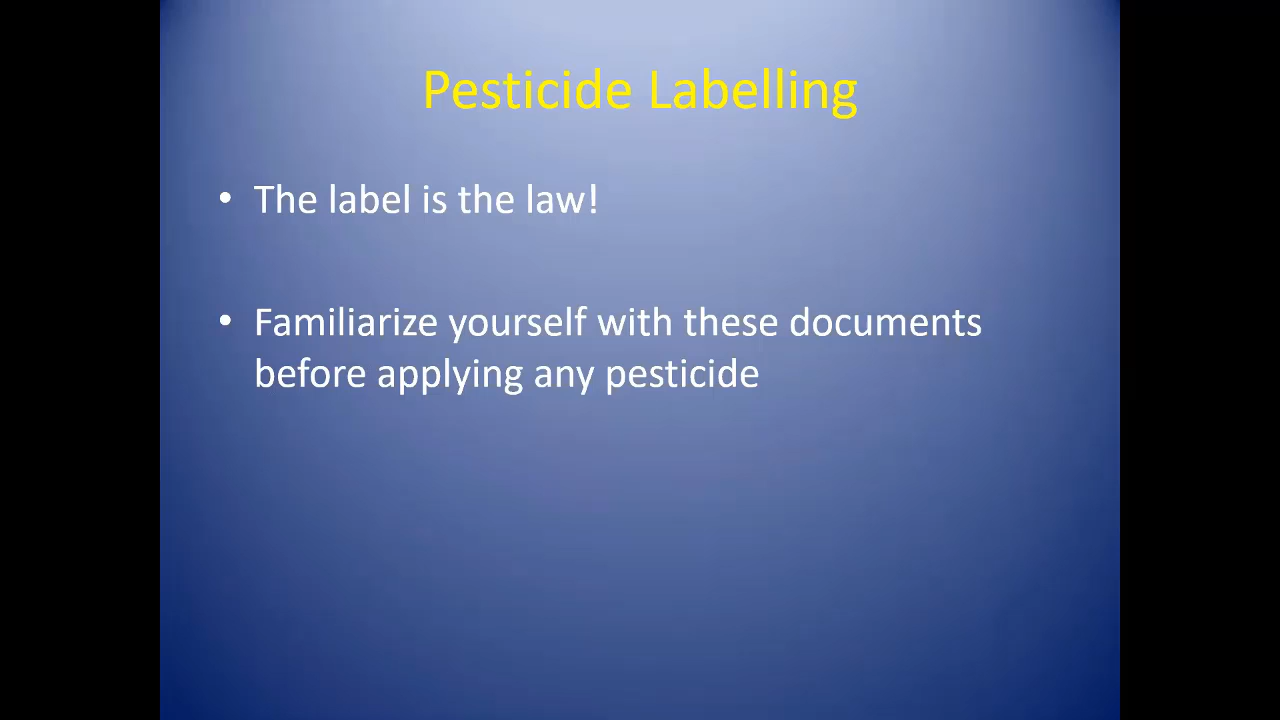 Pesticide Labelling
• The label is the law!
• Familiarize yourself with these documents
before applying any pesticide